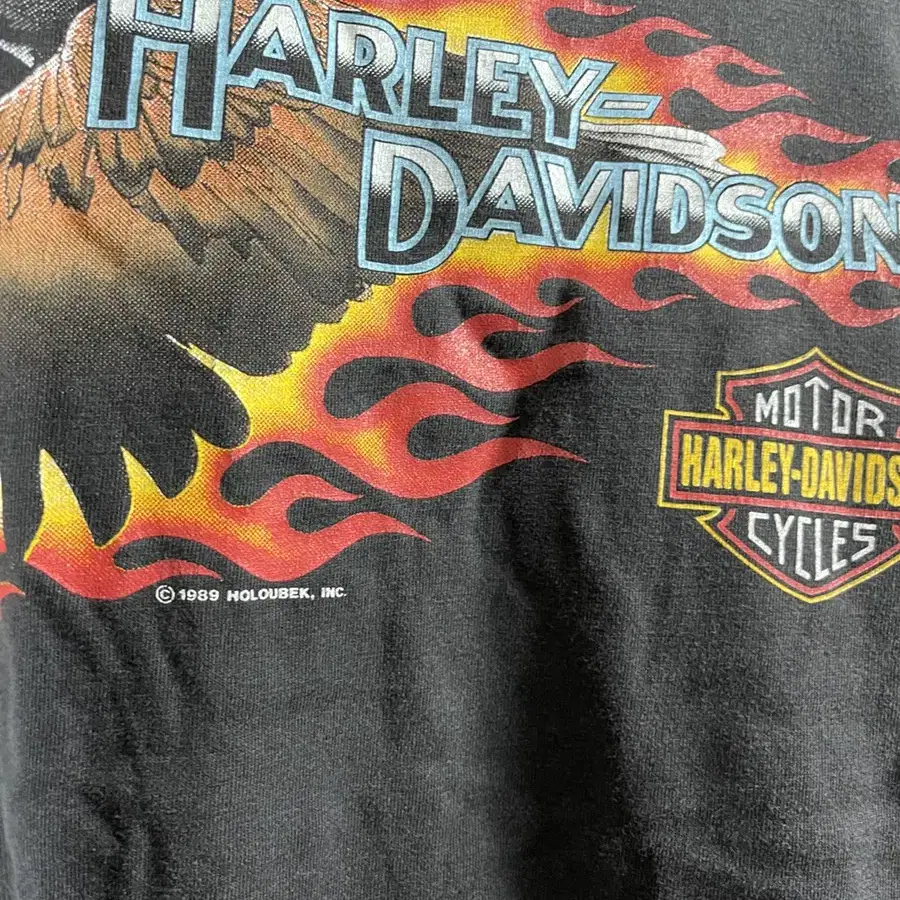 HARLEY-
DAVIDSON
MOTOR
HARLEY-DAVIDS
CYCLES
© 1989 HOLOUBEK, INC.